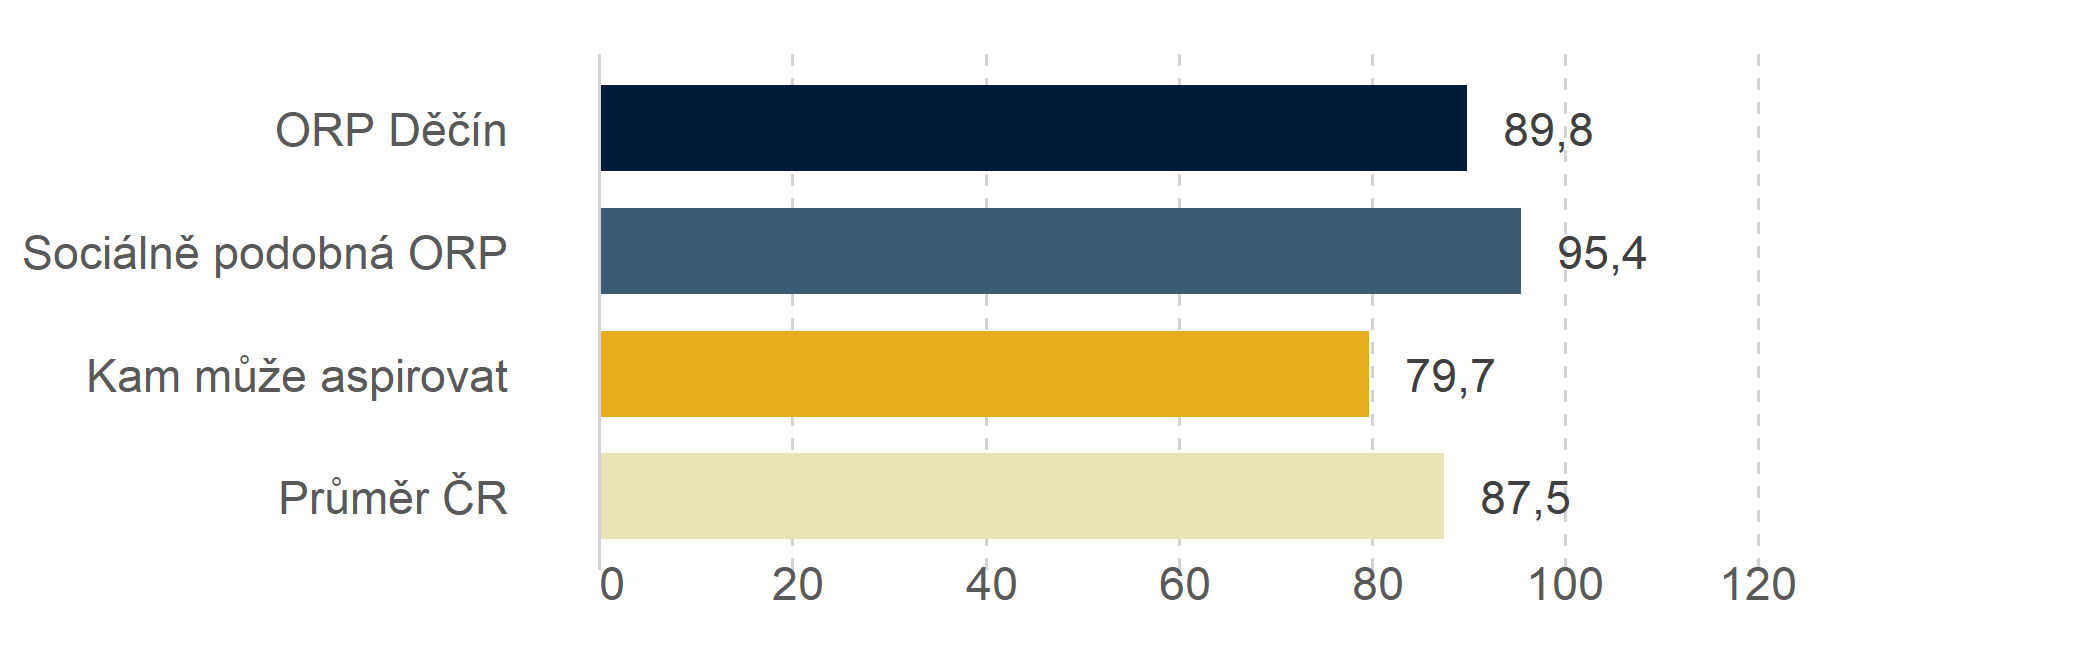 ORP Děčín
89,8
Sociálně podobná ORP
95,4
Kam může aspirovat
79,7
Průměr ČR
87,5
0 20 40 60 80 100 120